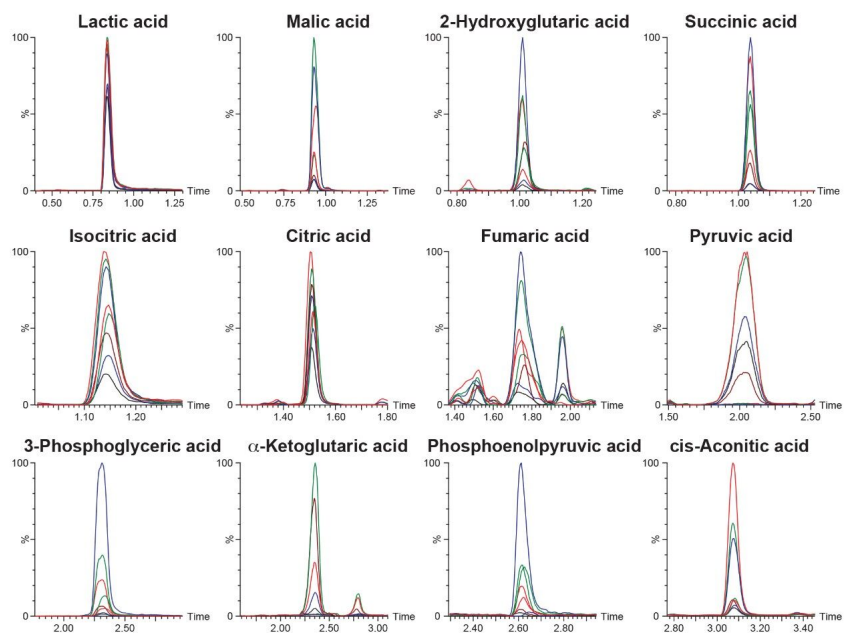 Lactic acid
Malic acid
2-Hydroxyglutaric acid
Succinic acid
100
%
0
0.50 0.75 1.00 1.25
Time
100
%
0
0.50 0.75 1.00 1.25
Time
100
%
0
0.80 1.00 1.20
Time
100
%
0
0.80 1.00 1.20
Time
Isocitric acid
Citric acid
Fumaric acid
Pyruvic acid
100
%
0
1.10 1.20
Time
100
%
0
1.40 1.60 1.80
Time
100
%
0
1.40 1.60 1.80 2.00
Time
100
%
0
1.50 2.00 2.50
Time
3-Phosphoglyceric acid
α-Ketoglutaric acid
Phosphoenolpyruvic acid
cis-Aconitic acid
100
%
0
2.00 2.50
Time
100
%
0
2.00 2.50 3.00
Time
100
%
0
2.40 2.60 2.80
Time
100
%
0
2.80 3.00 3.20 3.40
Time